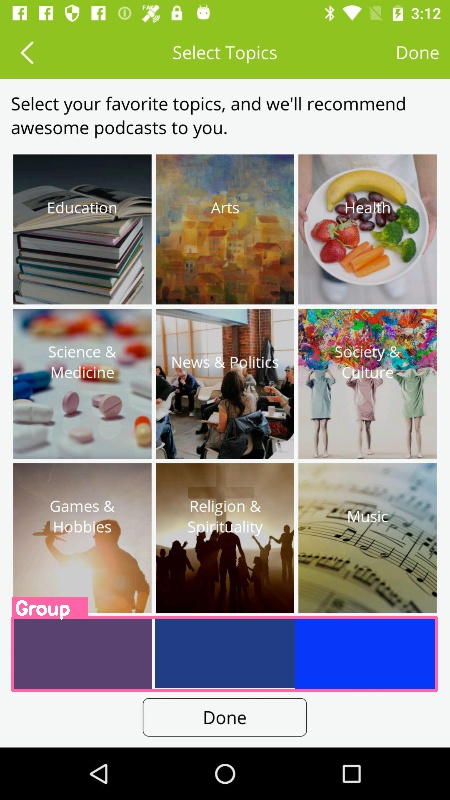 3:12
Select Topics
Done
Select your favorite topics, and we'll recommend
awesome podcasts to you.
Education
Arts
Health
Science &
Medicine
News & Politics
Society &
Culture
Games &
Hobbies
Religion &
Spirituality
Music
Group
Done